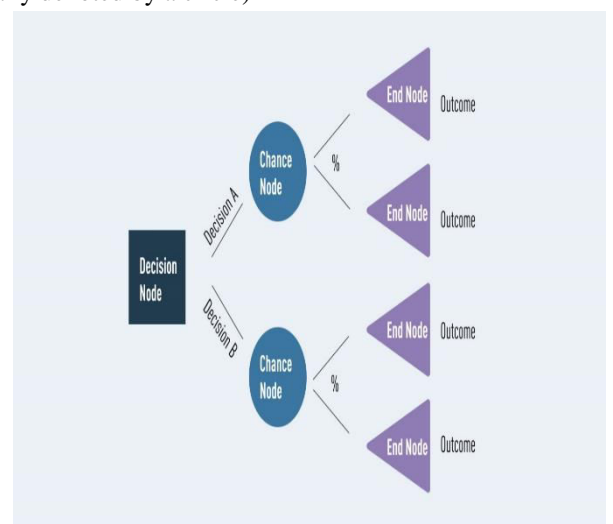 End Node
Outcome
Chance
Node
%
Decision A
End Node
Outcome
Decision
Node
Decision B
End Node
Outcome
Chance
Node
%
End Node
Outcome